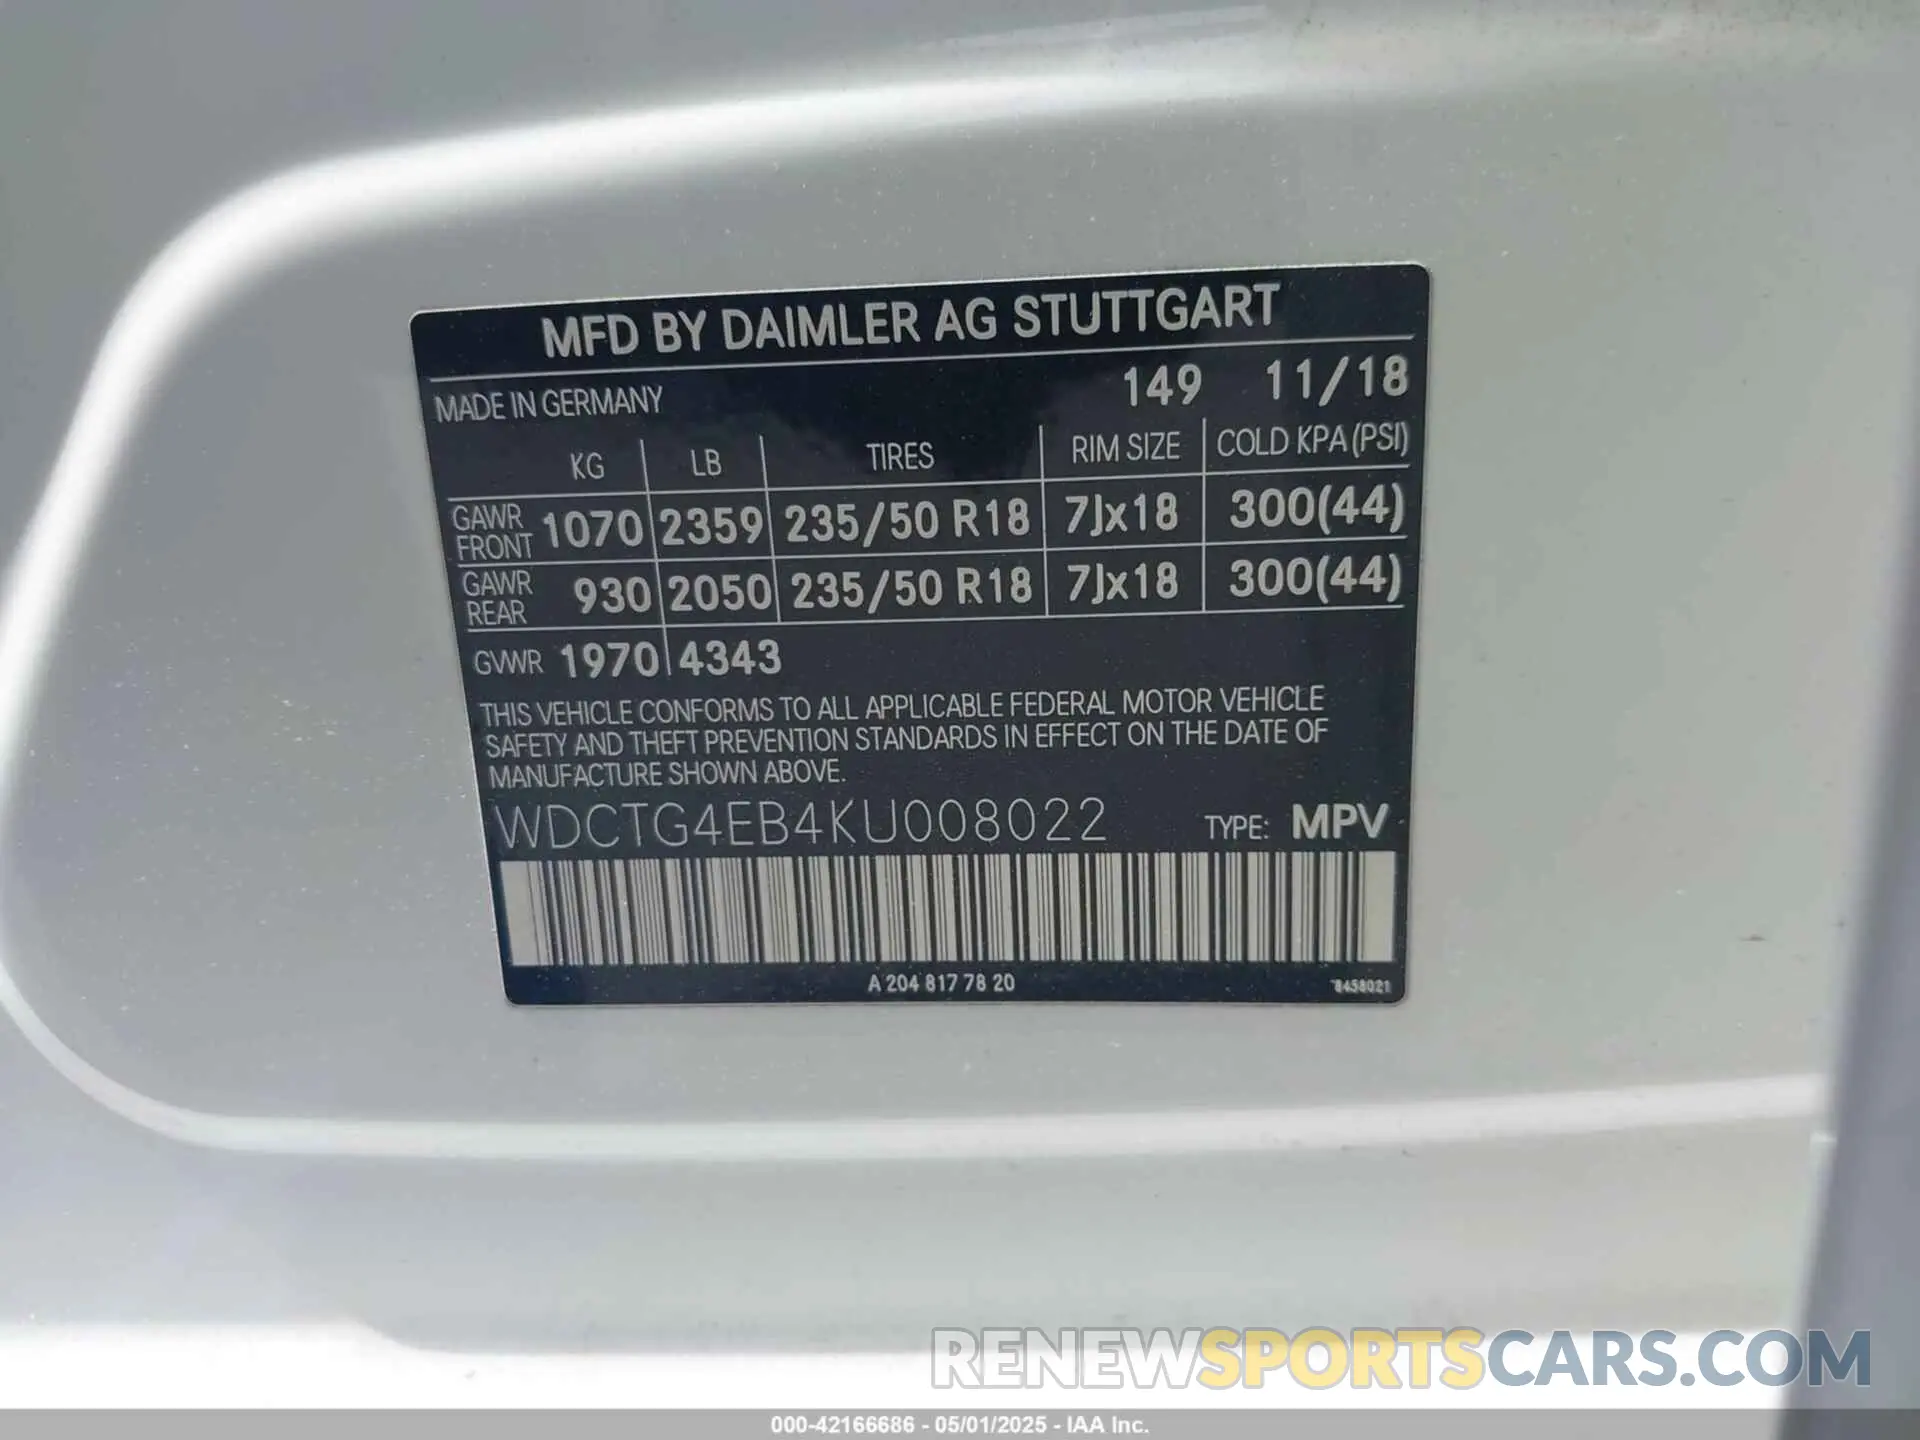 MFD BY DAIMLER AG STUTTGART
MADE IN GERMANY 149 11/18
KG LB TIRES RIM SIZE COLD KPA (PSI)
GAWR FRONT 1070 2359 235/50 R18 7Jx18 300(44)
GAWR REAR 930 2050 235/50 R18 7Jx18 300(44)
GVWR 1970 4343
THIS VEHICLE CONFORMS TO ALL APPLICABLE FEDERAL MOTOR VEHICLE
SAFETY AND THEFT PREVENTION STANDARDS IN EFFECT ON THE DATE OF
MANUFACTURE SHOWN ABOVE.
WDCTG4EB4KU008022 TYPE: MPV
A 204 817 78 20 *8458021
RENEWSPORTSCARS.COM
000-42166686 - 05/01/2025 - IAA Inc.